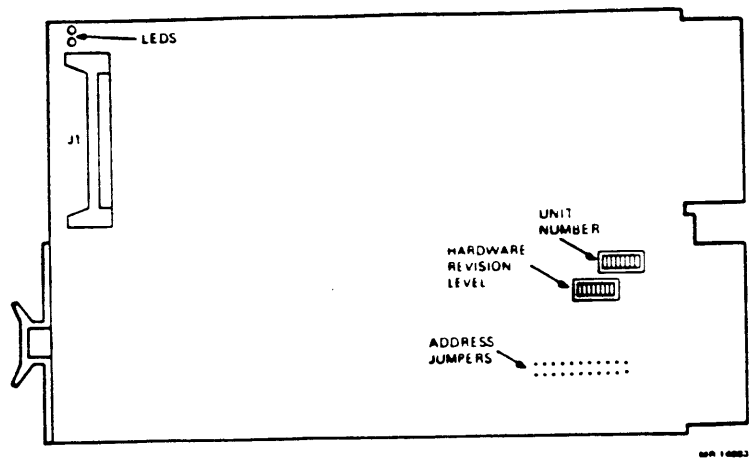 LEDS
J1
UNIT
NUMBER
HARDWARE
REVISION
LEVEL
ADDRESS
JUMPERS